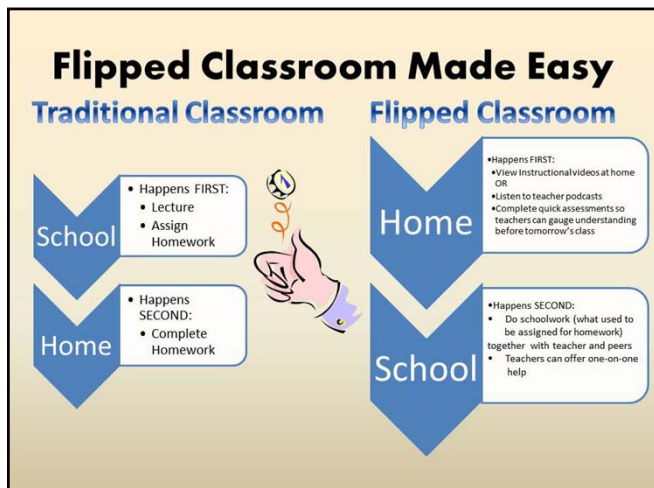 Flipped Classroom Made Easy
Traditional Classroom
School
• Happens FIRST:
• Lecture
• Assign
Homework
Home
• Happens
SECOND:
• Complete
Homework
Flipped Classroom
Home
•Happens FIRST:
•View Instructional videos at home
OR
•Listen to teacher podcasts
•Complete quick assessments so
teachers can gauge understanding
before tomorrow's class
School
•Happens SECOND:
• Do schoolwork (what used to
be assigned for homework)
together with teacher and peers
• Teachers can offer one-on-one
help